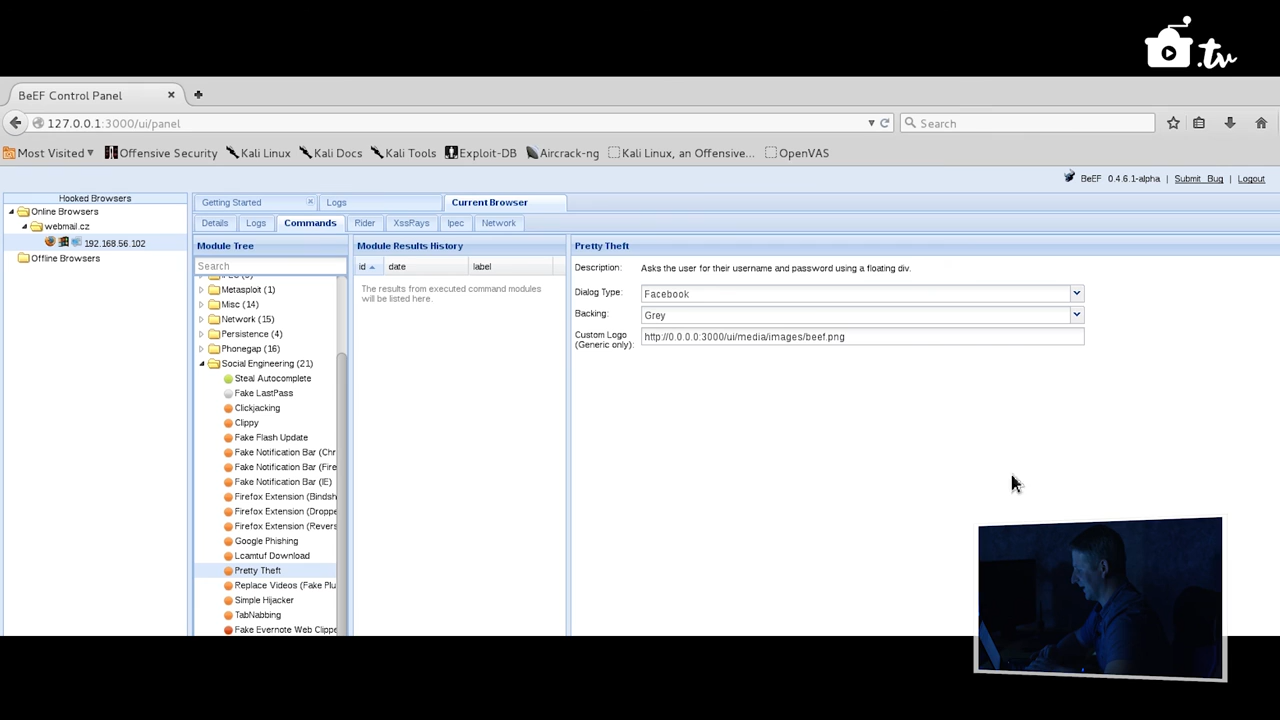 .tv
BeEF Control Panel
127.0.0.1:3000/ui/panel
Search
Most Visited
Offensive Security
Kali Linux
Kali Docs
Kali Tools
Exploit-DB
Aircrack-ng
Kali Linux, an Offensive...
OpenVAS
BeEF 0.4.6.1-alpha | Submit Bug | Logout
Hooked Browsers
Online Browsers
webmail.cz
192.168.56.102
Offline Browsers
Getting Started
Logs
Current Browser
Details
Logs
Commands
Rider
XssRays
Ipec
Network
Module Tree
Search
Metasploit (1)
Misc (14)
Network (15)
Persistence (4)
Phonegap (16)
Social Engineering (21)
Steal Autocomplete
Fake LastPass
Clickjacking
Clippy
Fake Flash Update
Fake Notification Bar (Chr
Fake Notification Bar (Fire
Fake Notification Bar (IE)
Firefox Extension (Bindsh
Firefox Extension (Droppe
Firefox Extension (Revers
Google Phishing
Lcamtuf Download
Pretty Theft
Replace Videos (Fake Plu
Simple Hijacker
TabNabbing
Fake Evernote Web Clippe
Module Results History
id
date
label
The results from executed command modules
will be listed here.
Pretty Theft
Description: Asks the user for their username and password using a floating div.
Dialog Type: Facebook
Backing: Grey
Custom Logo
(Generic only): http://0.0.0.0:3000/ui/media/images/beef.png